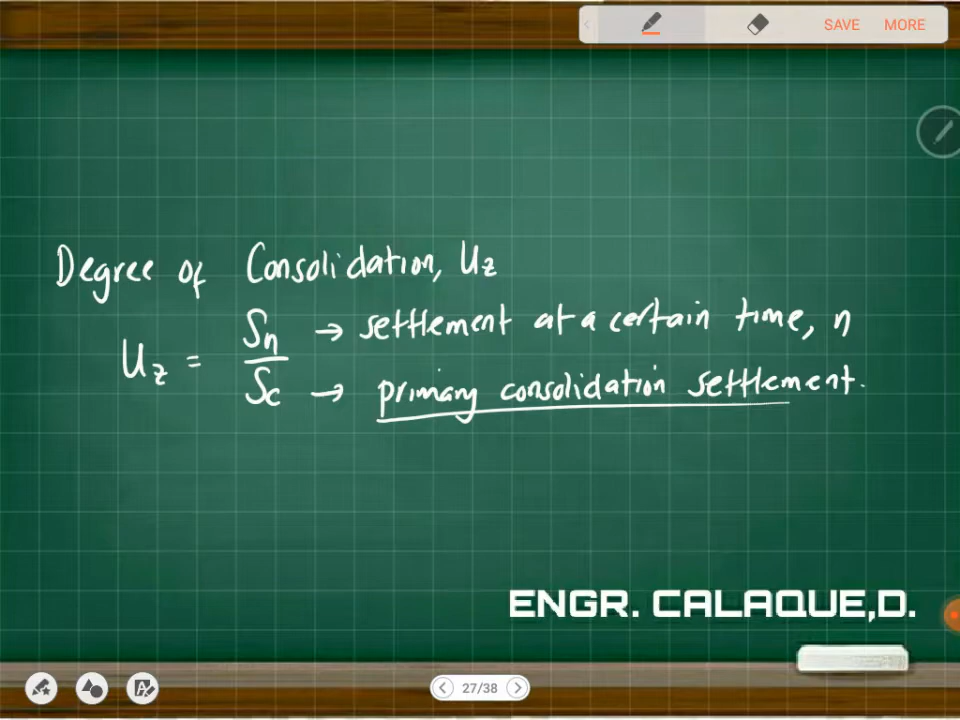 SAVE MORE
Degree of Consolidation, Uz
Uz = Sn → settlement at a certain time, n
Sc → primary consolidation settlement.
ENGR. CALAQUE,D.
27/38